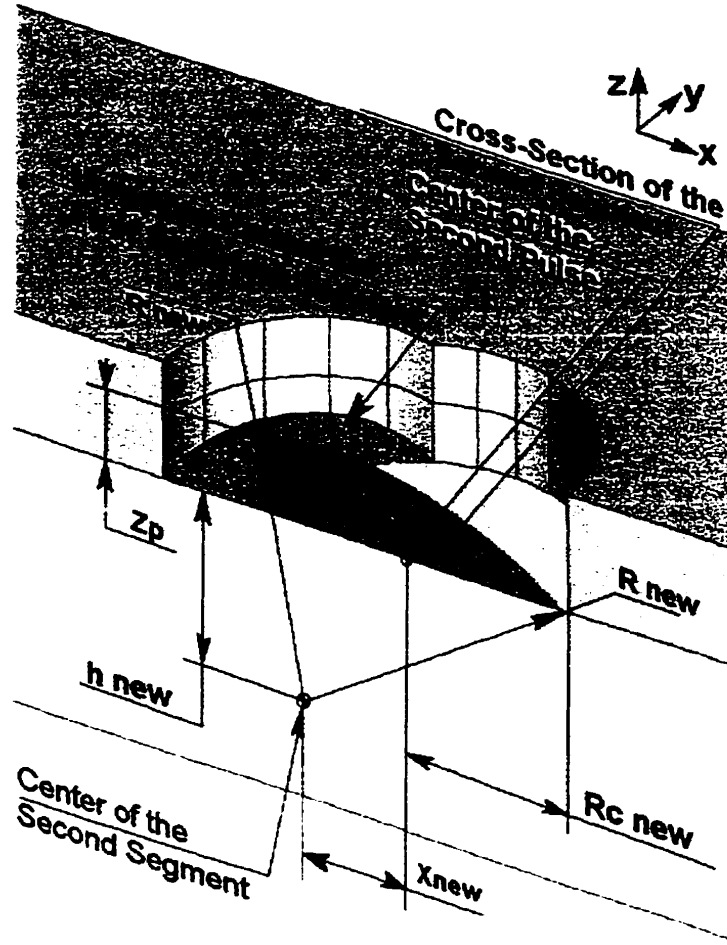 z
y
x
Cross-Section of the
Center of the
Second Pulse
R new
Zp
R new
h new
Rc new
Center of the
Second Segment
Xnew